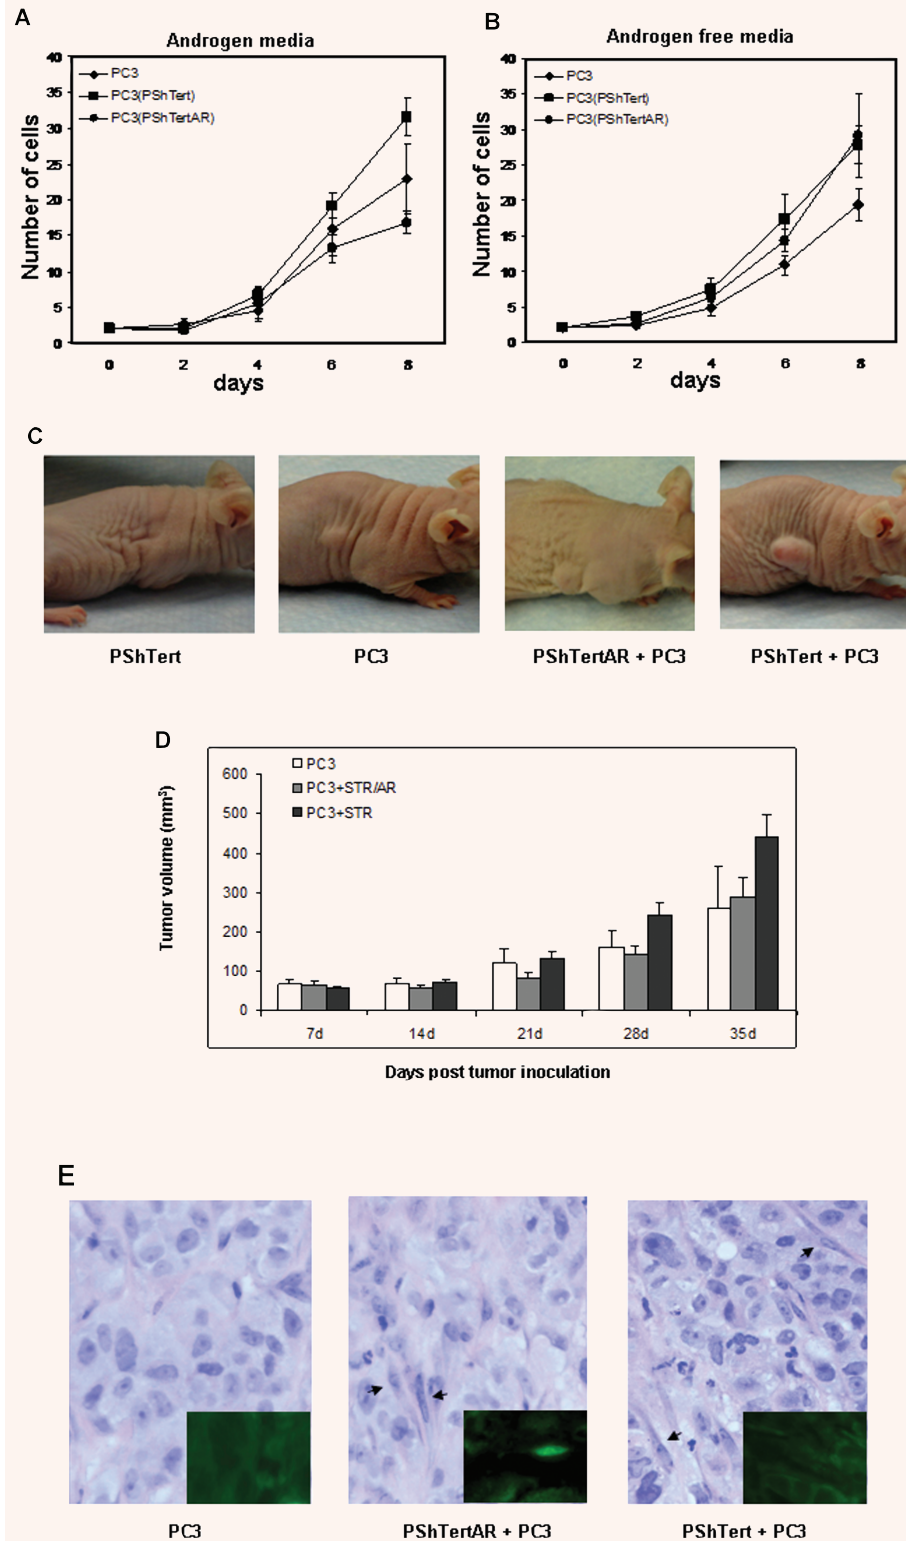 A
Androgen media
40
35
30
25
20
15
10
5
0
Number of cells
PC3
PC3(PShTert)
PC3(PShTertAR)
0 2 4 6 8
days
B
Androgen free media
40
35
30
25
20
15
10
5
0
Number of cells
PC3
PC3(PShTert)
PC3(PShTertAR)
0 2 4 6 8
days
C
PShTert
PC3
PShTertAR + PC3
PShTert + PC3
D
Tumor volume (mm³)
600
500
400
300
200
100
0
PC3
PC3+STR/AR
PC3+STR
7d 14d 21d 28d 35d
Days post tumor inoculation
E
PC3
PShTertAR + PC3
PShTert + PC3